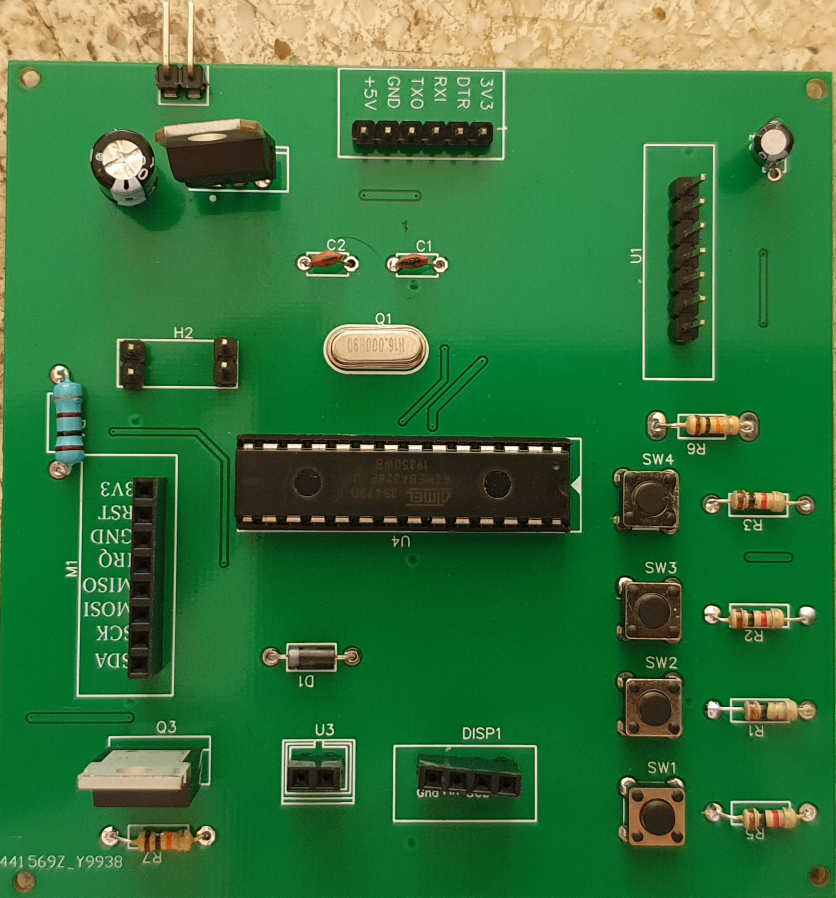 +5V
GND
TXO
RXI
DTR
3V3
C2
C1
U1
Q1
H2
R6
SW4
3V3
RST
GND
IRQ
MISO
MOSI
SCK
SDA
M1
ATMEL
ATMEGA328P U
19350WB
U4
R3
SW3
R2
D1
SW2
R1
Q3
U3
DISP1
Gnd
SW1
R5
R7
441569Z_Y9938